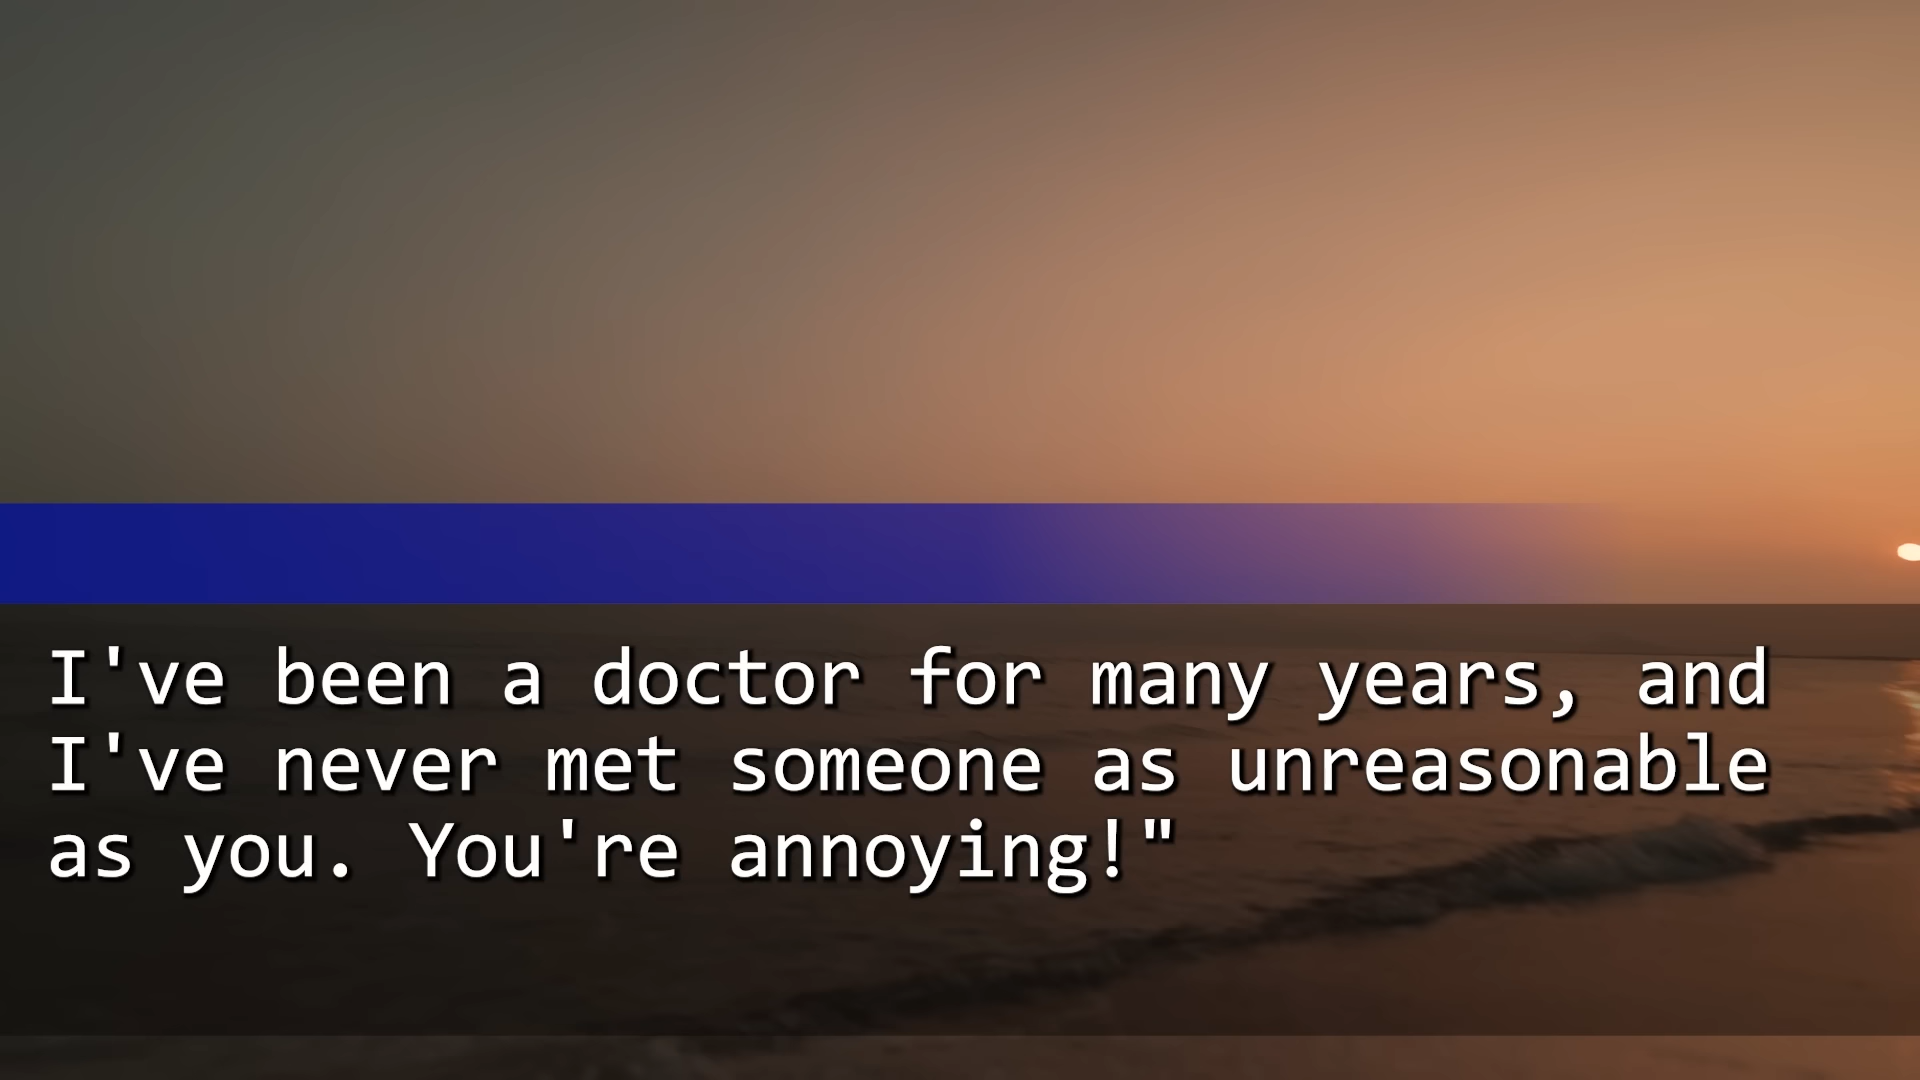 I've been a doctor for many years, and
I've never met someone as unreasonable
as you. You're annoying!"